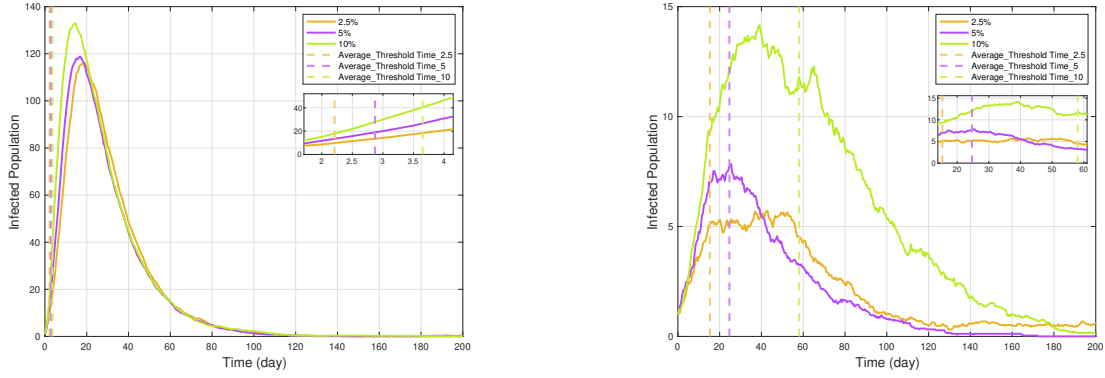 140
120
100
80
60
40
20
0
Infected Population
0 20 40 60 80 100 120 140 160 180 200
Time (day)
2.5%
5%
10%
Average_Threshold Time_2.5
Average_Threshold Time_5
Average_Threshold Time_10
40
20
0
2 2.5 3 3.5 4
15
10
5
0
Infected Population
0 20 40 60 80 100 120 140 160 180 200
Time (day)
2.5%
5%
10%
Average_Threshold Time_2.5
Average_Threshold Time_5
Average_Threshold Time_10
15
10
5
0
20 30 40 50 60